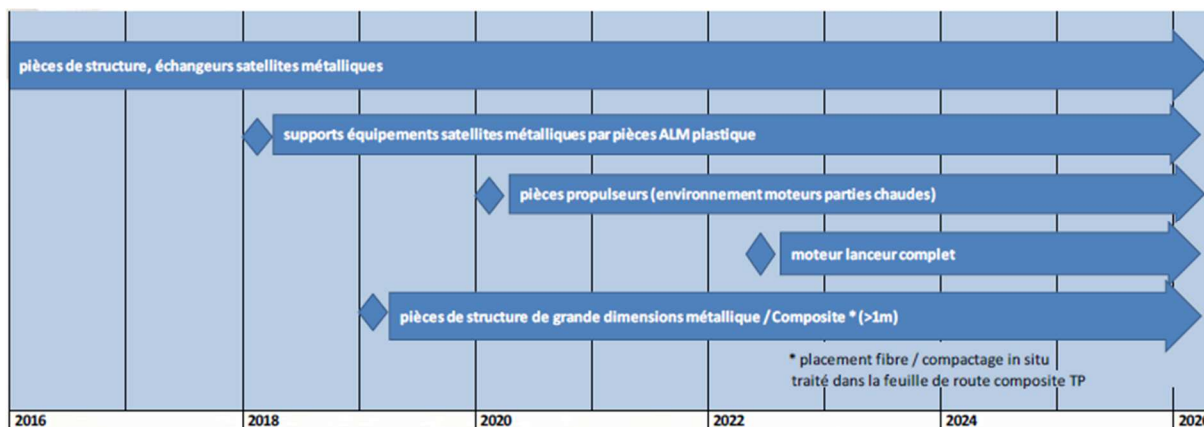 pièces de structure, échangeurs satellites métalliques
supports équipements satellites métalliques par pièces ALM plastique
pièces propulseurs (environnement moteurs parties chaudes)
moteur lanceur complet
pièces de structure de grande dimensions métallique / Composite * (>1m)
* placement fibre / compactage in situ
traité dans la feuille de route composite TP
2016 2018 2020 2022 2024